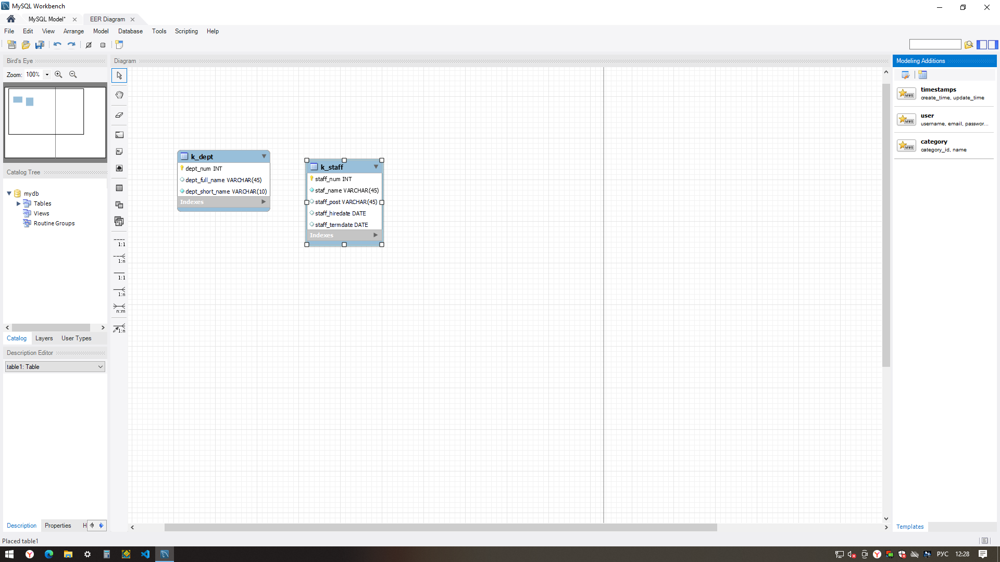 MySQL Workbench
MySQL Model*
EER Diagram
File Edit View Arrange Model Database Tools Scripting Help
Bird's Eye
Zoom: 100%
Catalog Tree
mydb
Tables
Views
Routine Groups
Catalog Layers User Types
Description Editor
table1: Table
Description Properties H
Placed table1
Diagram
1:1
1:n
1:1
1:n
n:m
1:n
k_dept
dept_num INT
dept_full_name VARCHAR(45)
dept_short_name VARCHAR(10)
Indexes
k_staff
staff_num INT
staf_name VARCHAR(45)
staff_post VARCHAR(45)
staff_hiredate DATE
staff_termdate DATE
Indexes
Modeling Additions
MWB
timestamps
create_time, update_time
MWB
user
username, email, passwor...
MWB
category
category_id, name
Templates
РУС 12:28